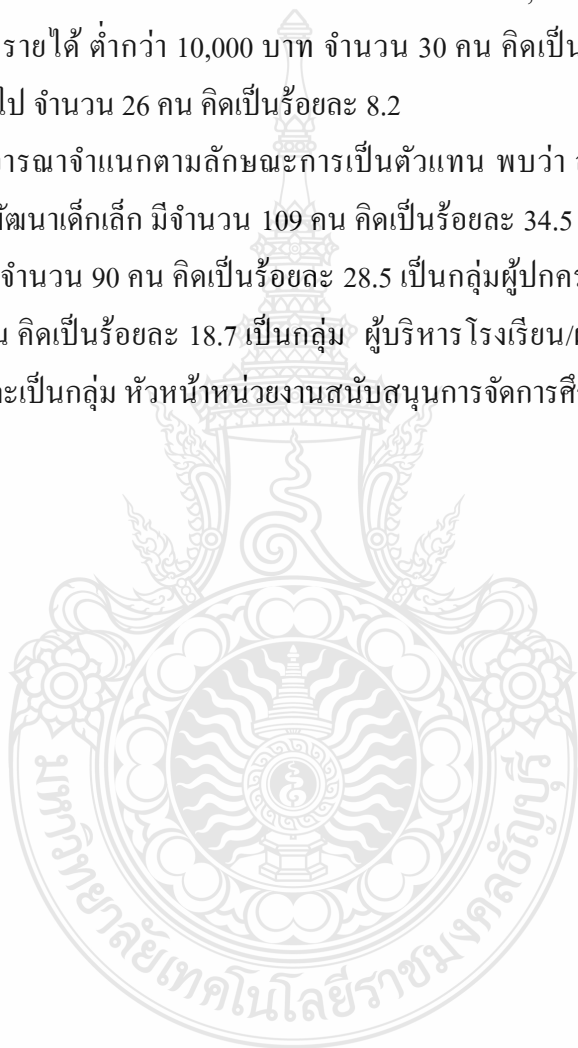 รายได้ ต่ำกว่า 10,000 บาท จำนวน 30 คน คิดเป็น
ไป จำนวน 26 คน คิดเป็นร้อยละ 8.2
ารณาจำแนกตามลักษณะการเป็นตัวแทน พบว่า
พัฒนาเด็กเล็ก มีจำนวน 109 คน คิดเป็นร้อยละ 34.5
จำนวน 90 คน คิดเป็นร้อยละ 28.5 เป็นกลุ่มผู้ปกคร
น คิดเป็นร้อยละ 18.7 เป็นกลุ่ม ผู้บริหารโรงเรียน/
ละเป็นกลุ่ม หัวหน้าหน่วยงานสนับสนุนการจัดการศึ
มหาวิทยาลัยเทคโนโลยีราชมงคลธัญบุรี